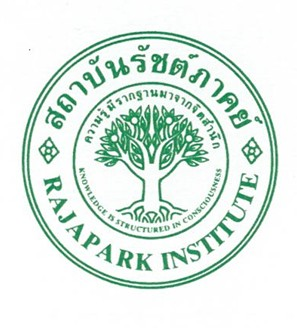 สถาบันรัชต์ภาคย์
ความรู้มีรากฐานมาจากจิตสำนึก
KNOWLEDGE IS STRUCTURED IN CONSCIOUSNESS
RAJAPARK INSTITUTE